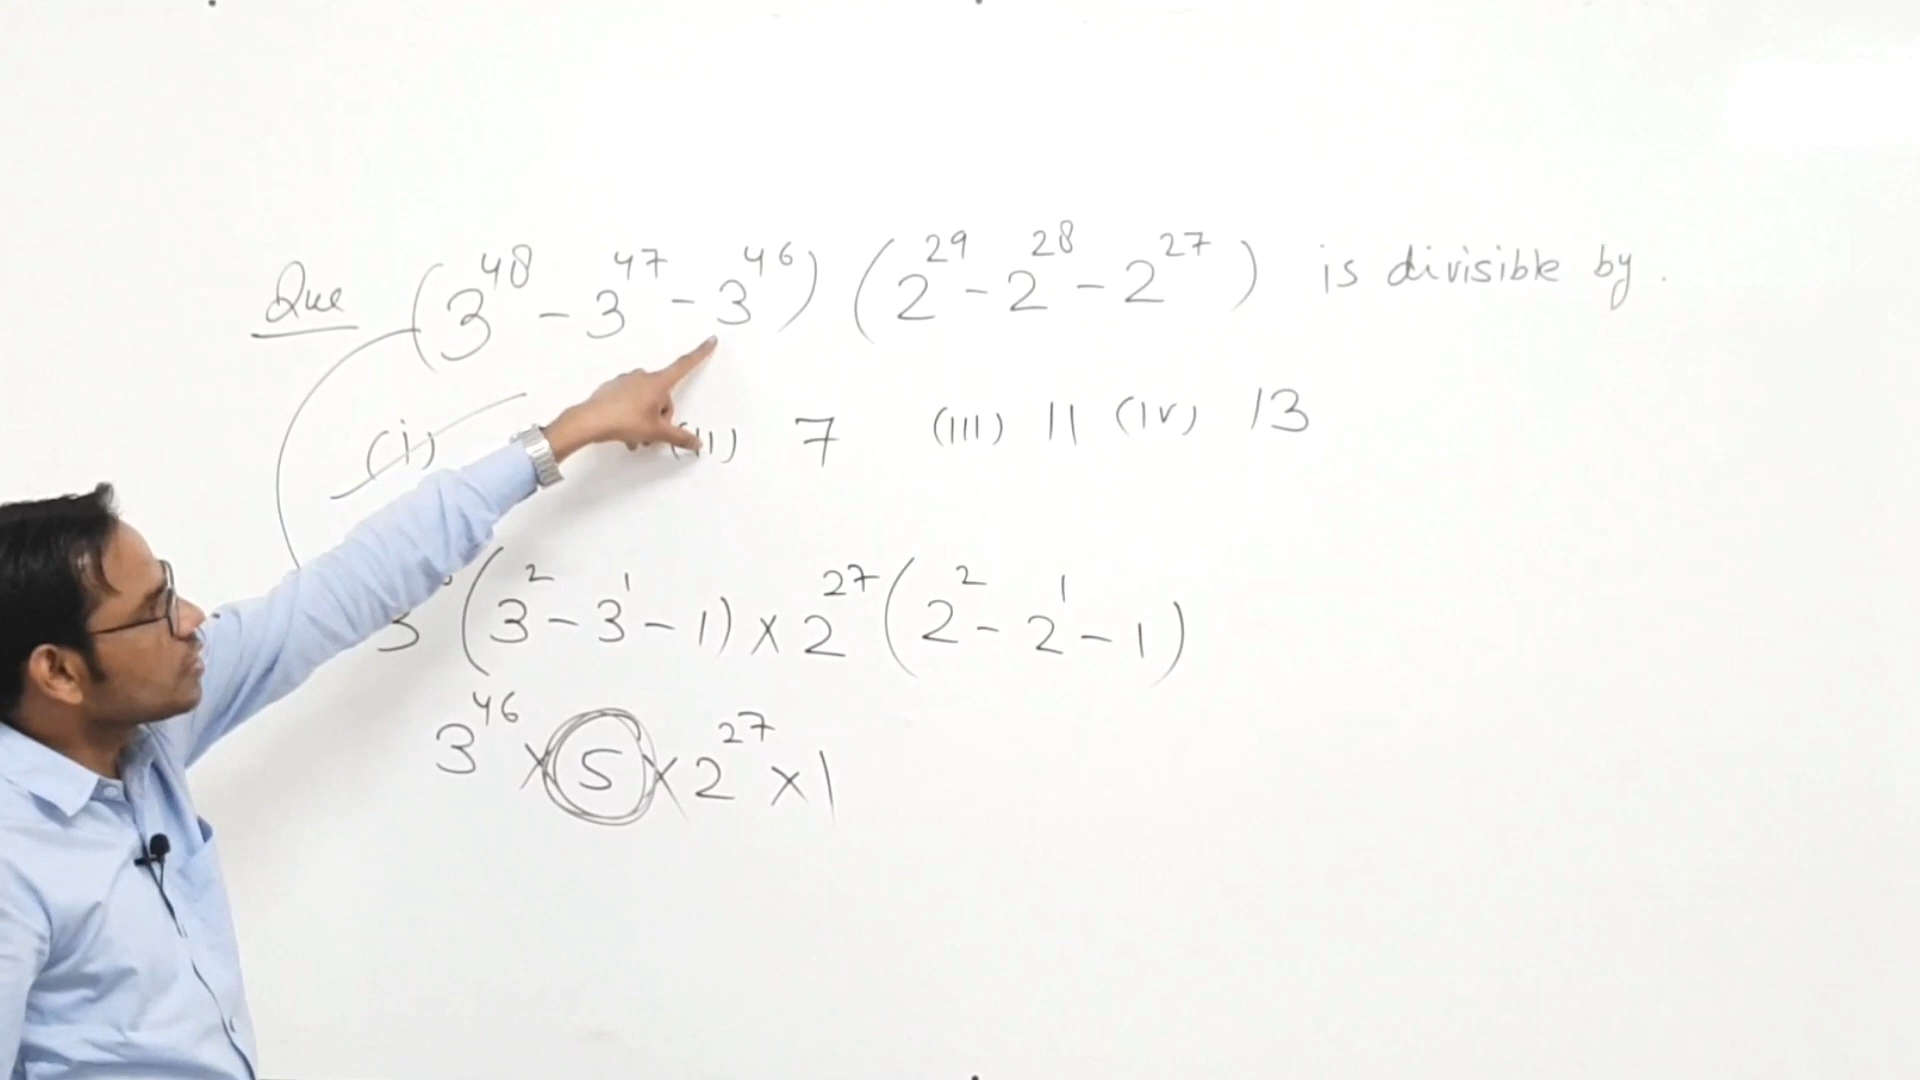 Que (3^48 - 3^47 - 3^46) (2^29 - 2^28 - 2^27) is divisible by.
(i) (ii) 7 (iii) 11 (iv) 13
3 (3^2 - 3^1 - 1) × 2^27 (2^2 - 2^1 - 1)
3^46 × 5 × 2^27 × 1